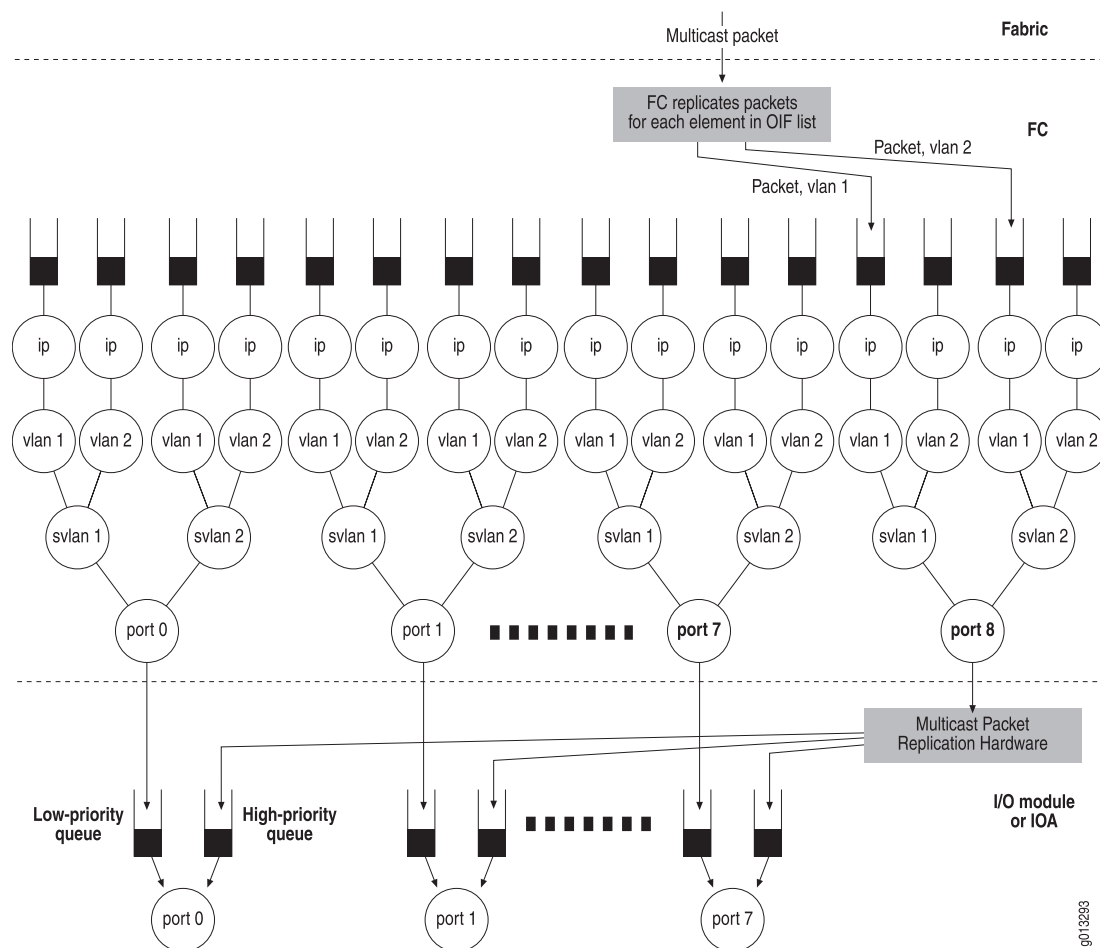 Fabric
Multicast packet
FC replicates packets
for each element in OIF list
FC
Packet, vlan 2
Packet, vlan 1
ip ip ip ip ip ip ip ip ip ip ip ip ip ip ip ip
vlan 1 vlan 2 vlan 1 vlan 2 vlan 1 vlan 2 vlan 1 vlan 2 vlan 1 vlan 2 vlan 1 vlan 2 vlan 1 vlan 2 vlan 1 vlan 2
svlan 1 svlan 2 svlan 1 svlan 2 svlan 1 svlan 2 svlan 1 svlan 2
port 0 port 1 port 7 port 8
Multicast Packet
Replication Hardware
Low-priority
queue
High-priority
queue
I/O module
or IOA
port 0 port 1 port 7
g013293